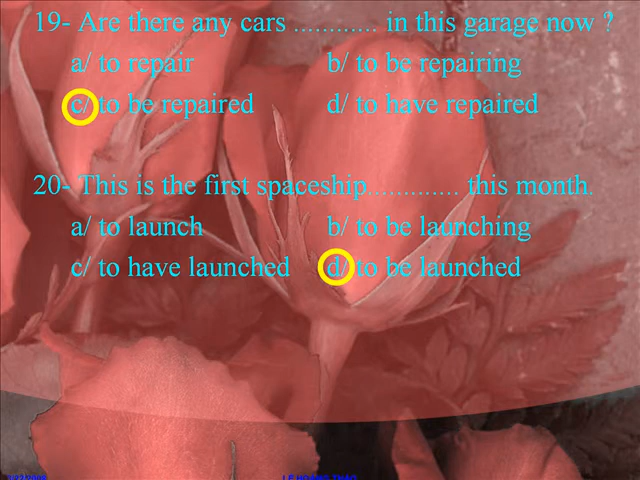 19- Are there any cars ............ in this garage now ?
a/ to repair b/ to be repairing
c/ to be repaired d/ to have repaired
20- This is the first spaceship............. this month.
a/ to launch b/ to be launching
c/ to have launched d/ to be launched